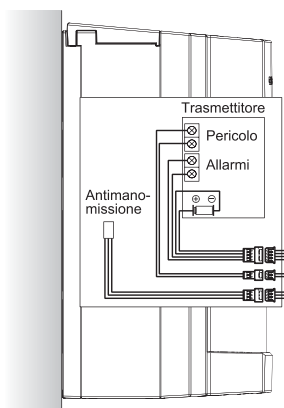 Trasmettitore
Pericolo
Allarmi
Antimano-
missione
⊕ ⊖